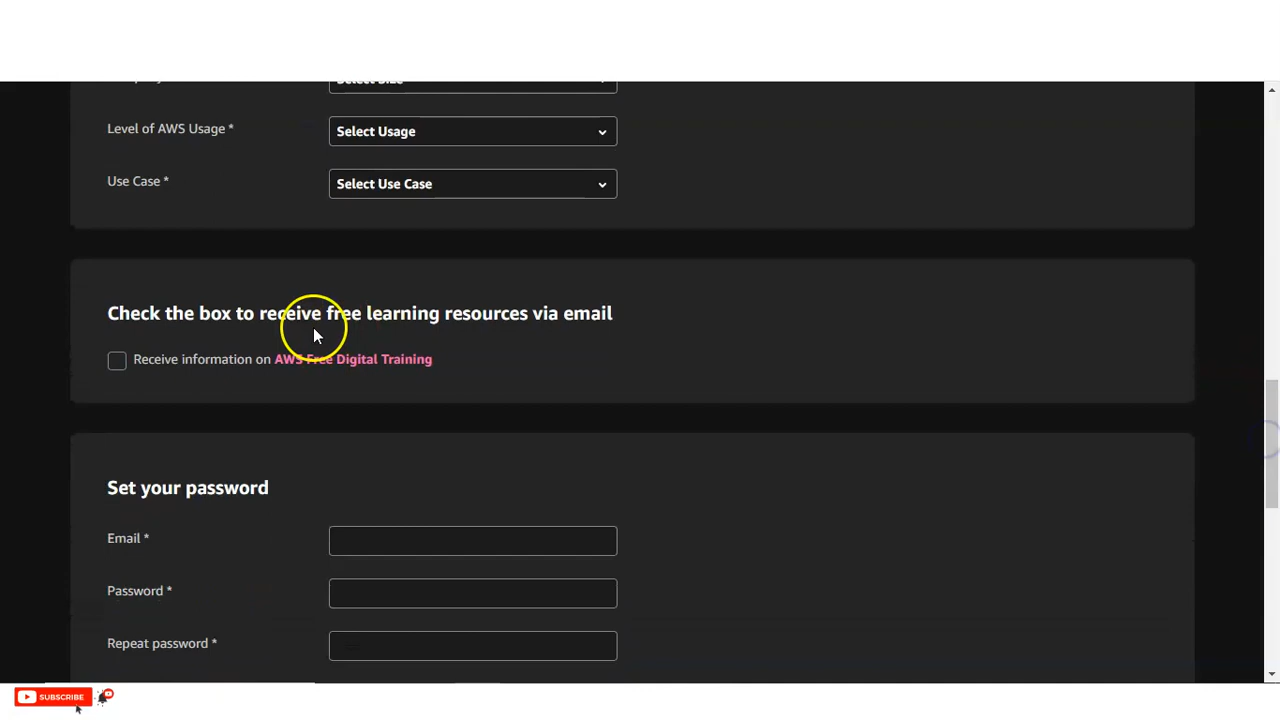 Level of AWS Usage *
Select Usage
Use Case *
Select Use Case
Check the box to receive free learning resources via email
Receive information on AWS Free Digital Training
Set your password
Email *
Password *
Repeat password *
SUBSCRIBE